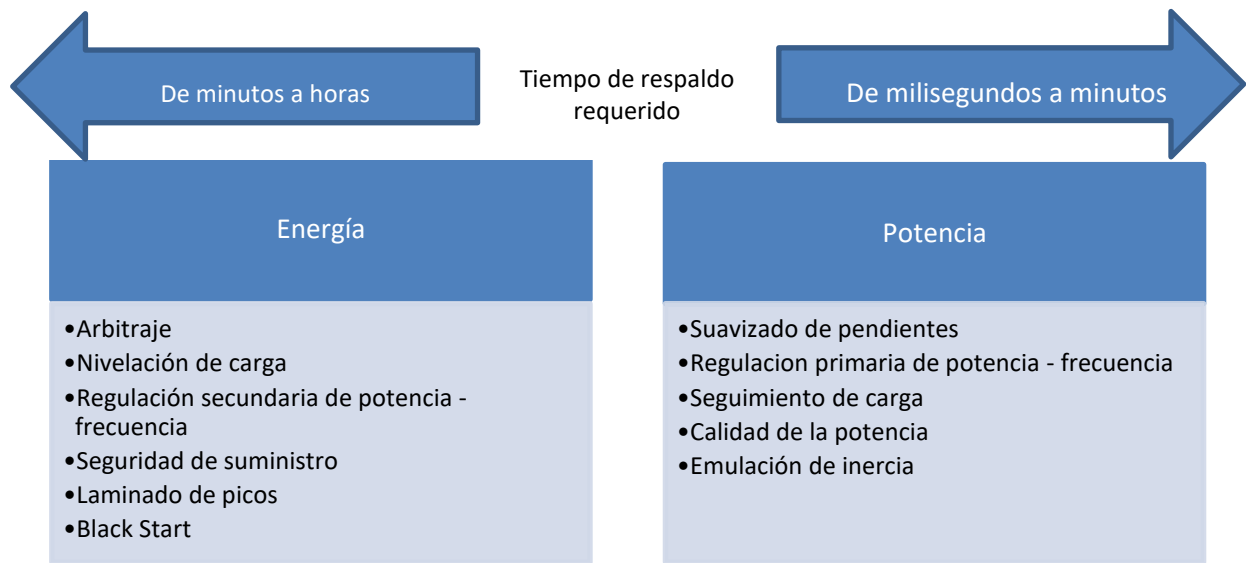 De minutos a horas
Tiempo de respaldo
requerido
De milisegundos a minutos
Energía
•Arbitraje
•Nivelación de carga
•Regulación secundaria de potencia -
frecuencia
•Seguridad de suministro
•Laminado de picos
•Black Start
Potencia
•Suavizado de pendientes
•Regulacion primaria de potencia - frecuencia
•Seguimiento de carga
•Calidad de la potencia
•Emulación de inercia